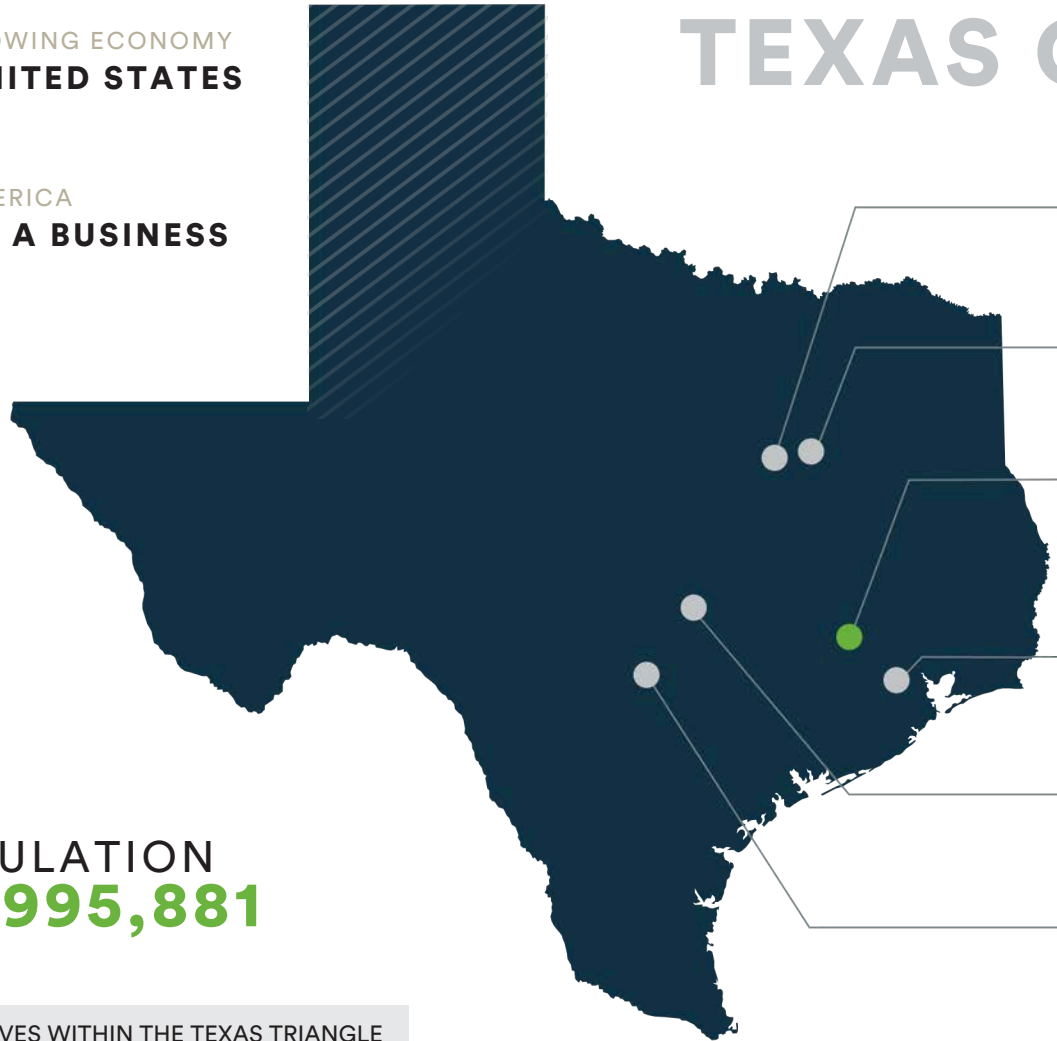 OWING ECONOMY
NITED STATES
TEXAS
ERICA
A BUSINESS
ULATION
995,881
VES WITHIN THE TEXAS TRIANGLE